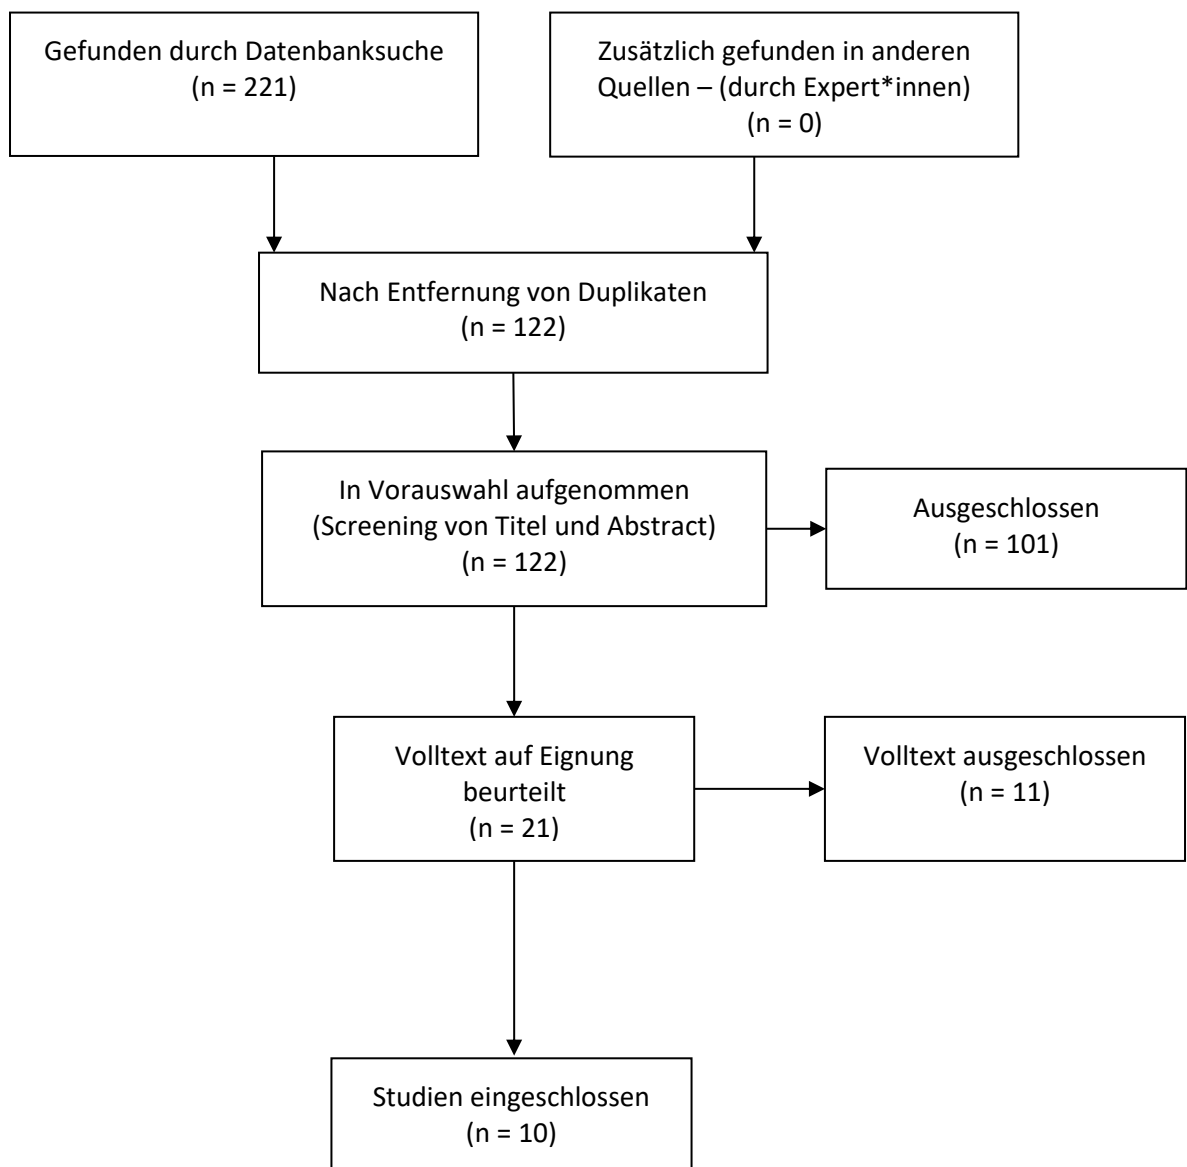 Gefunden durch Datenbanksuche
(n = 221)
Zusätzlich gefunden in anderen
Quellen – (durch Expert*innen)
(n = 0)
Nach Entfernung von Duplikaten
(n = 122)
In Vorauswahl aufgenommen
(Screening von Titel und Abstract)
(n = 122)
Ausgeschlossen
(n = 101)
Volltext auf Eignung
beurteilt
(n = 21)
Volltext ausgeschlossen
(n = 11)
Studien eingeschlossen
(n = 10)